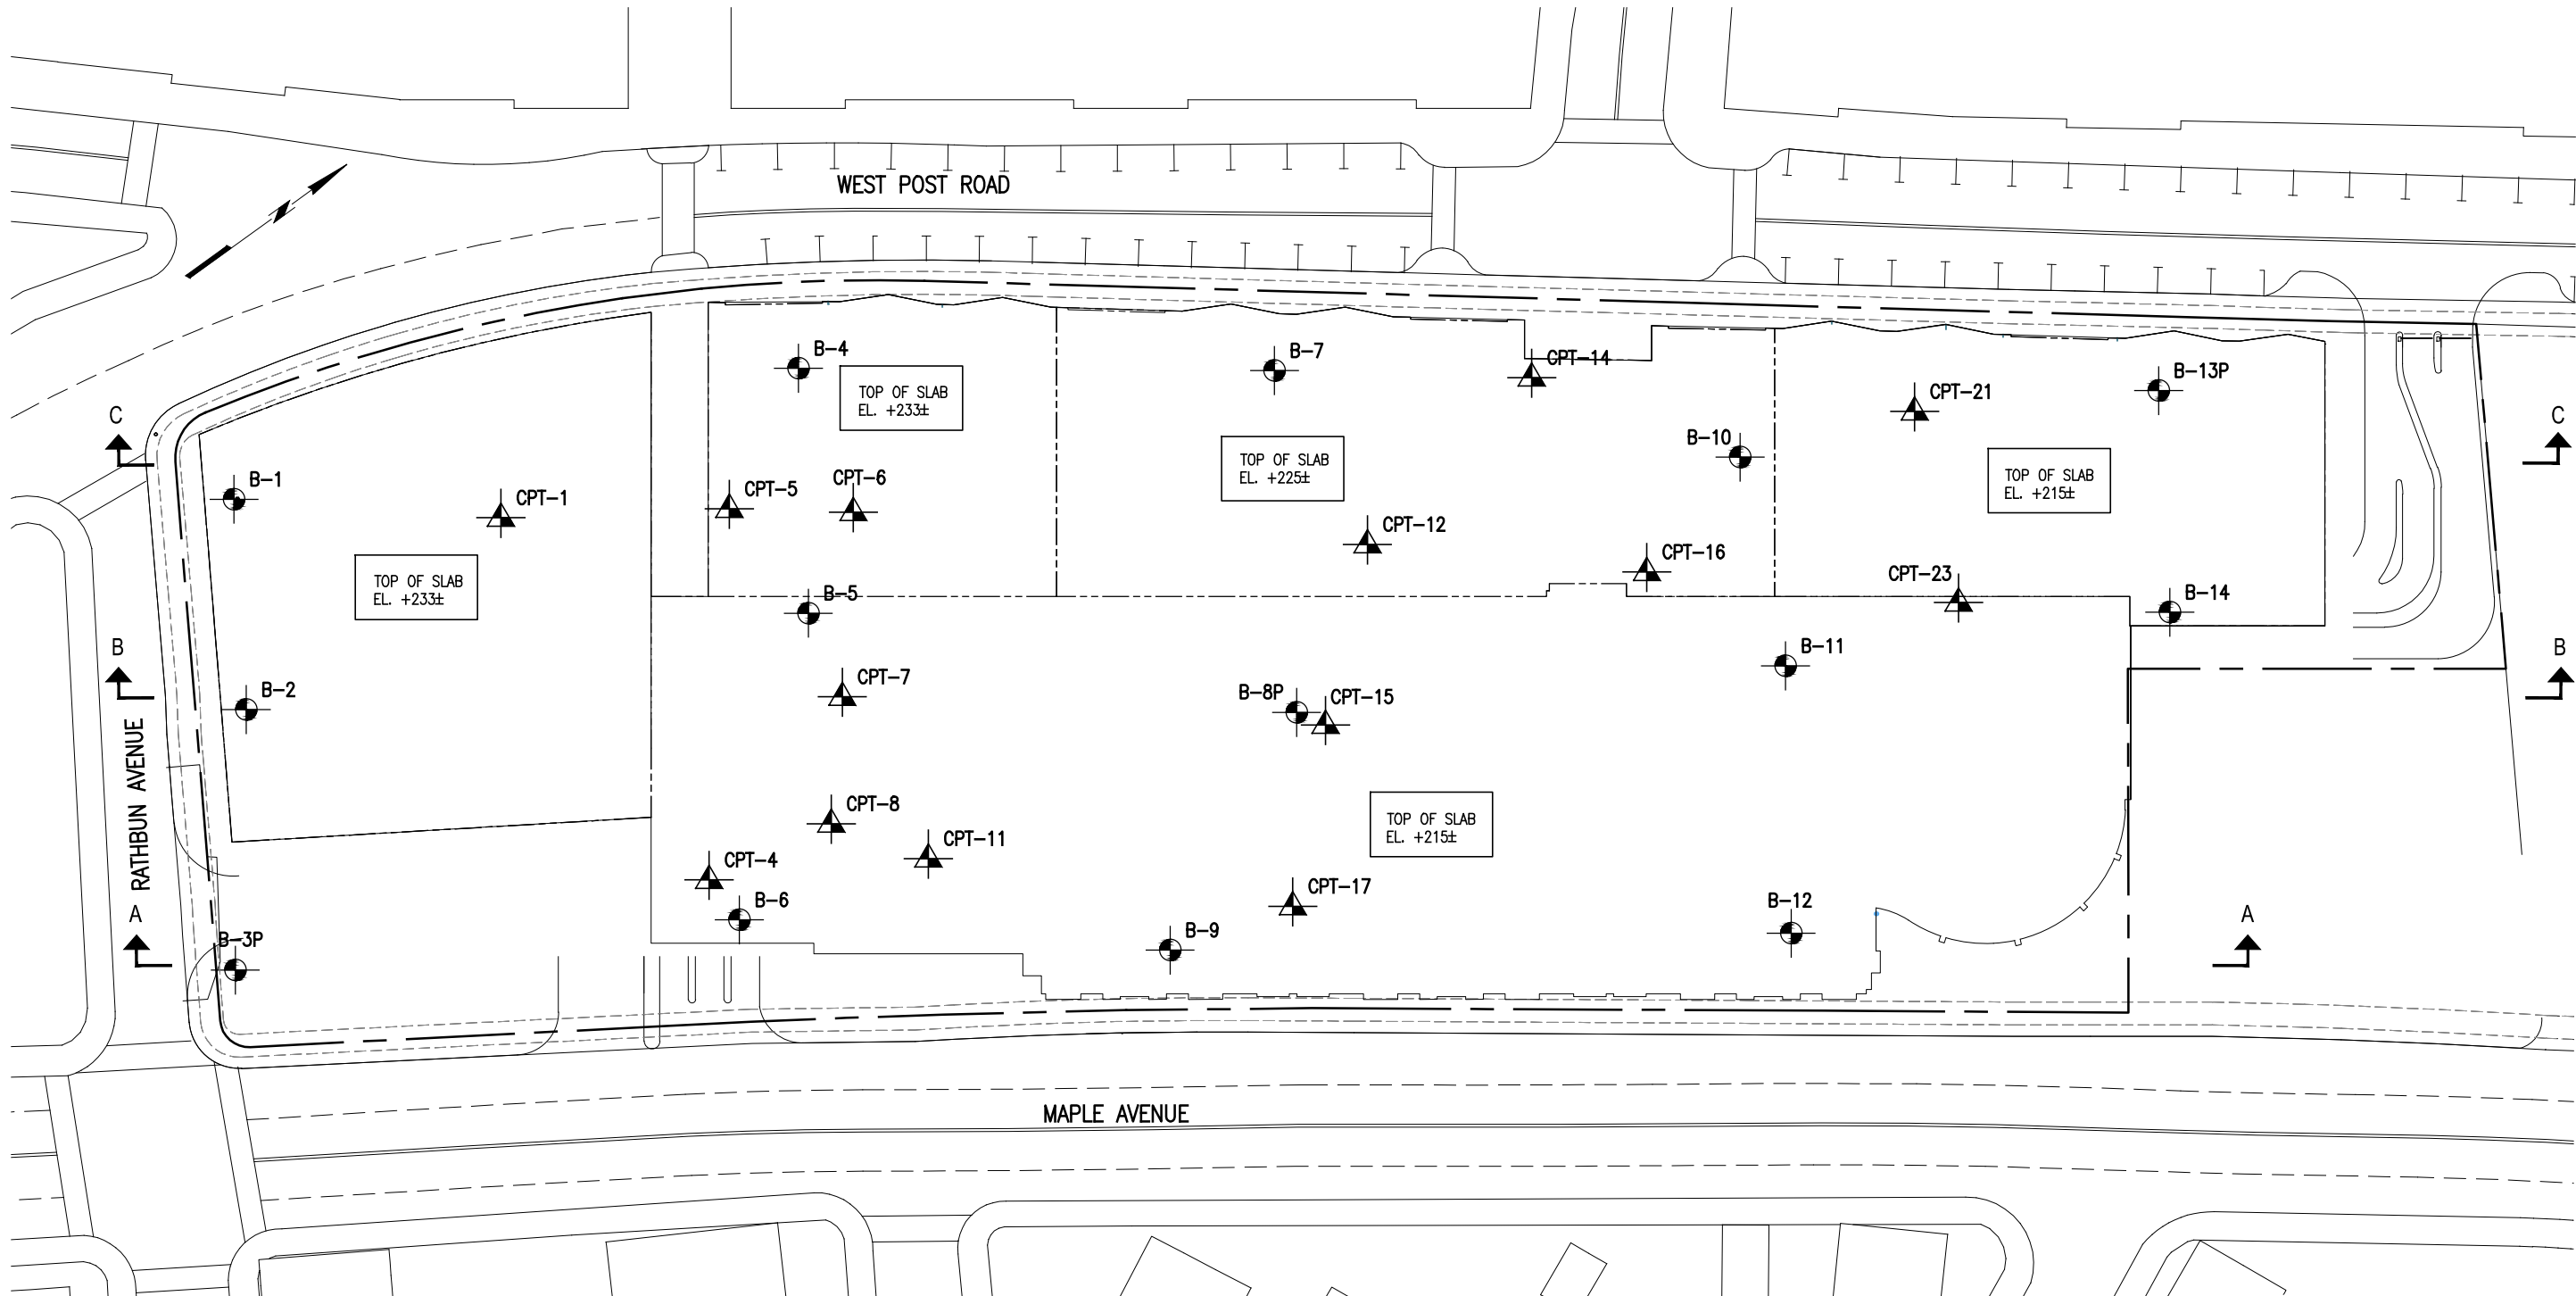 WEST POST ROAD
B-4
B-7
CPT-14
B-13P
TOP OF SLAB
EL. +233±
CPT-21
C
C
B-10
TOP OF SLAB
EL. +225±
TOP OF SLAB
EL. +215±
B-1
CPT-1
CPT-5
CPT-6
CPT-12
CPT-16
TOP OF SLAB
EL. +233±
CPT-23
B-5
B-14
B
B
B-11
B-2
CPT-7
B-8P
CPT-15
RATHBUN AVENUE
CPT-8
TOP OF SLAB
EL. +215±
CPT-11
CPT-4
CPT-17
B-6
B-12
A
A
B-9
B-3P
MAPLE AVENUE